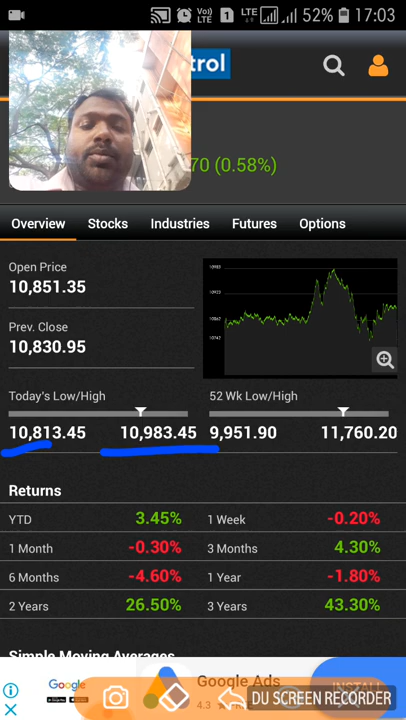 Vo) LTE 1 LTE 52% 17:03
trol
70 (0.58%)
Overview Stocks Industries Futures Options
Open Price
10,851.35
Prev. Close
10,830.95
Today's Low/High
10,813.45 10,983.45
52 Wk Low/High
9,951.90 11,760.20
Returns
YTD 3.45% 1 Week -0.20%
1 Month -0.30% 3 Months 4.30%
6 Months -4.60% 1 Year -1.80%
2 Years 26.50% 3 Years 43.30%
Simple Moving Averages
Google
Google Ads
4.3
INSTALL
DU SCREEN RECORDER